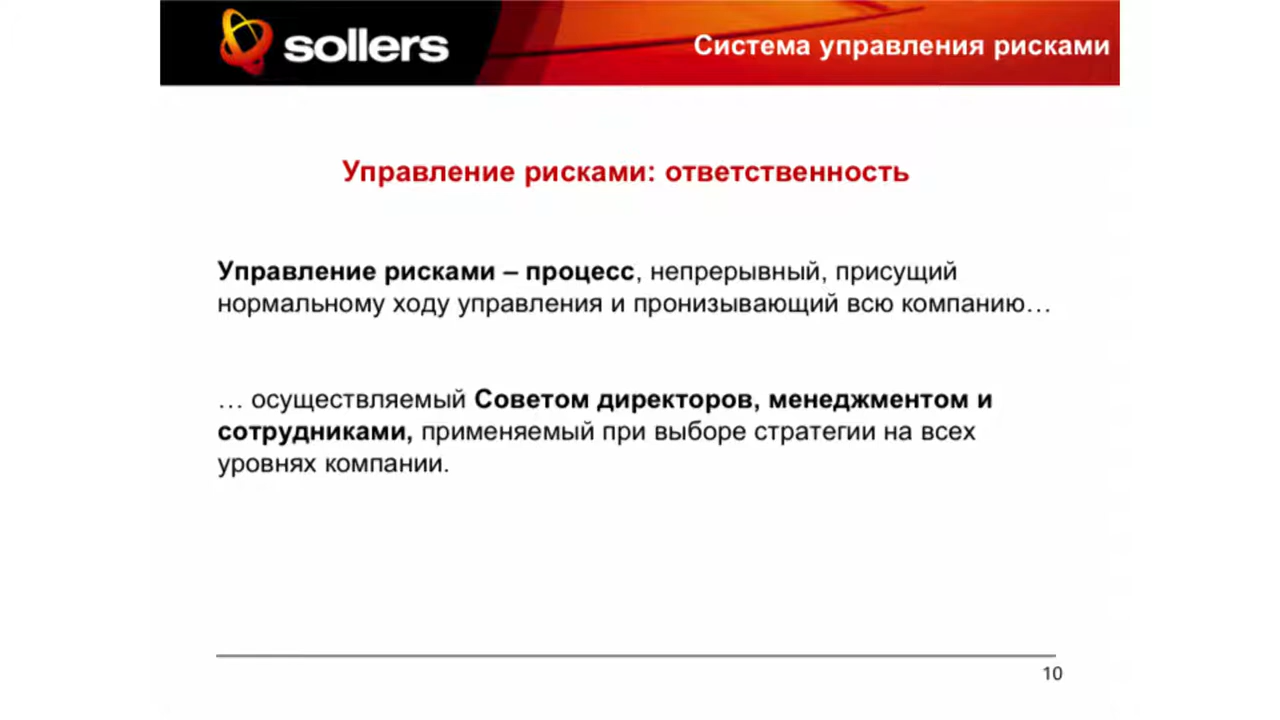 sollers
Система управления рисками
Управление рисками: ответственность
Управление рисками – процесс, непрерывный, присущий
нормальному ходу управления и пронизывающий всю компанию…
… осуществляемый Советом директоров, менеджментом и
сотрудниками, применяемый при выборе стратегии на всех
уровнях компании.
10